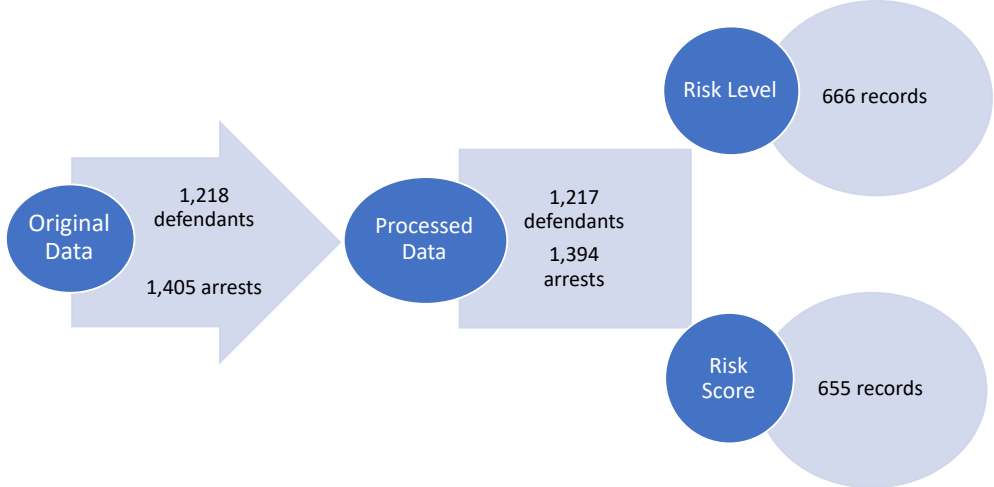 Original
Data
1,218
defendants
1,405 arrests
Processed
Data
1,217
defendants
1,394
arrests
Risk Level
666 records
Risk
Score
655 records